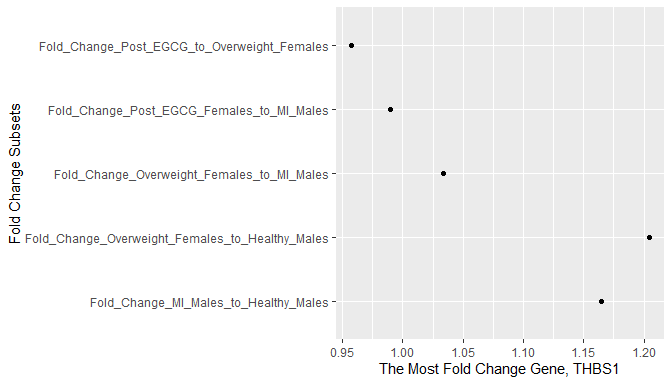 Fold_Change_Post_EGCG_to_Overweight_Females
Fold_Change_Post_EGCG_Females_to_MI_Males
Fold_Change_Overweight_Females_to_MI_Males
Fold_Change_Overweight_Females_to_Healthy_Males
Fold_Change_MI_Males_to_Healthy_Males
Fold Change Subsets
0.95 1.00 1.05 1.10 1.15 1.20
The Most Fold Change Gene, THBS1